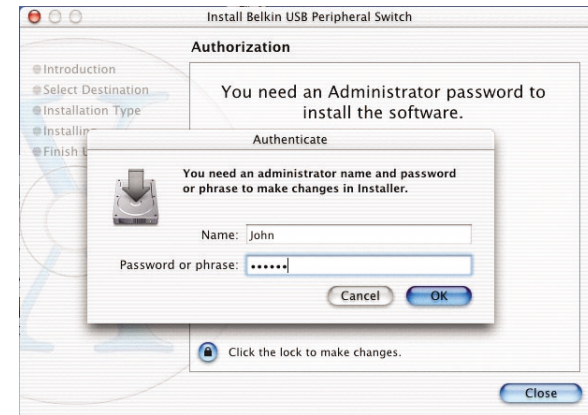 Install Belkin USB Peripheral Switch
Authorization
Introduction
Select Destination
Installation Type
Installing
Finish
You need an Administrator password to
install the software.
Authenticate
You need an administrator name and password
or phrase to make changes in Installer.
Name: John
Password or phrase: ••••••
Cancel OK
Click the lock to make changes.
Close